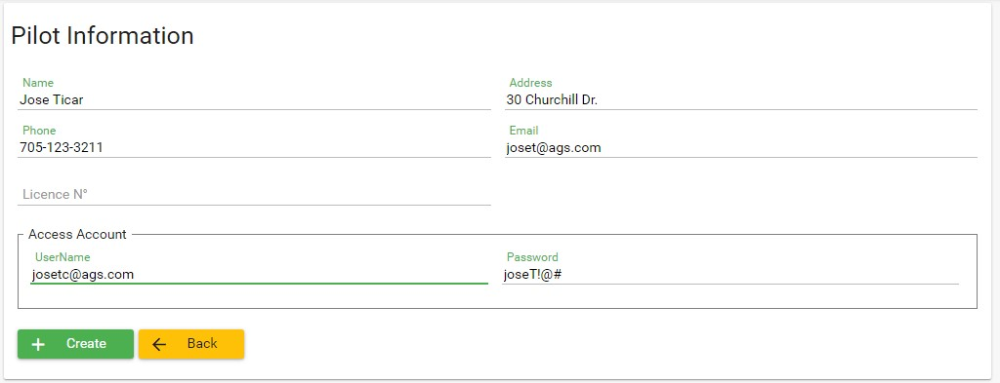 Pilot Information
Name
Address
Jose Ticar
30 Churchill Dr.
Phone
Email
705-123-3211
joset@ags.com
Licence N°
Access Account
UserName
Password
josetc@ags.com
joseT!@#
Create
Back